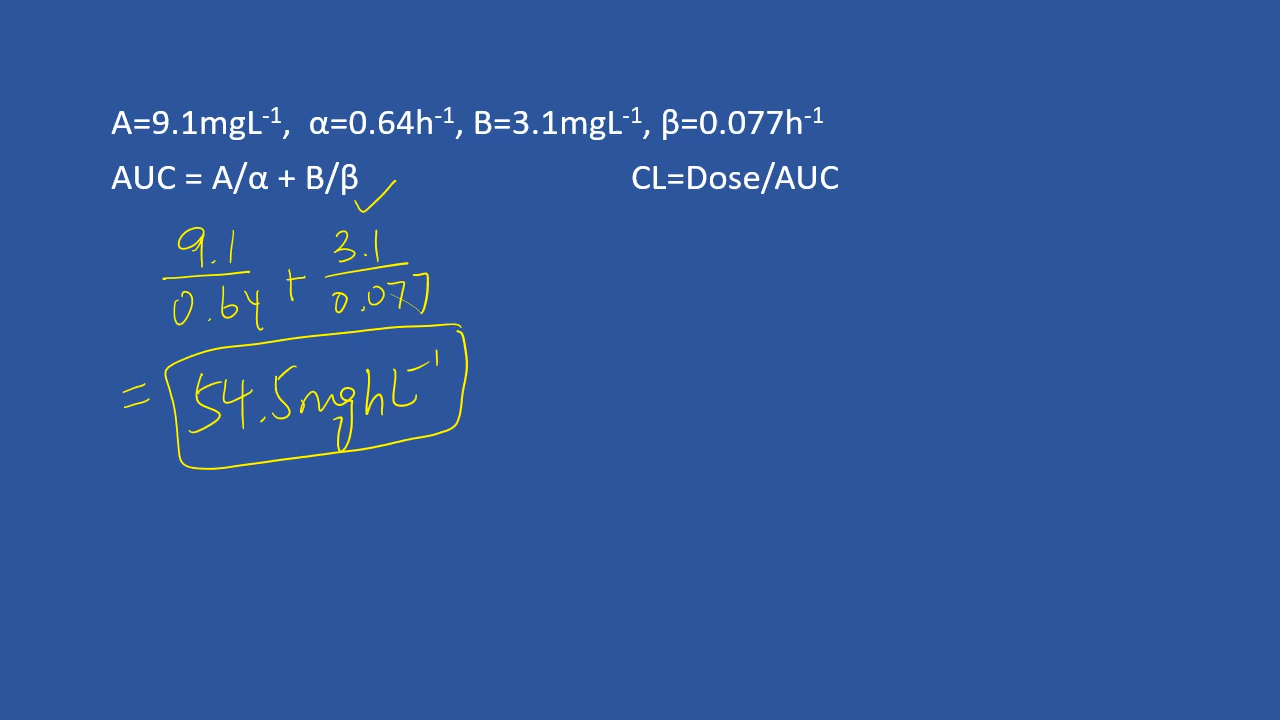 A=9.1mgL-1, α=0.64h-1, B=3.1mgL-1, β=0.077h-1
AUC = A/α + B/β CL=Dose/AUC
9.1 3.1
+
0.64 0.077
= 54.5mghL-1